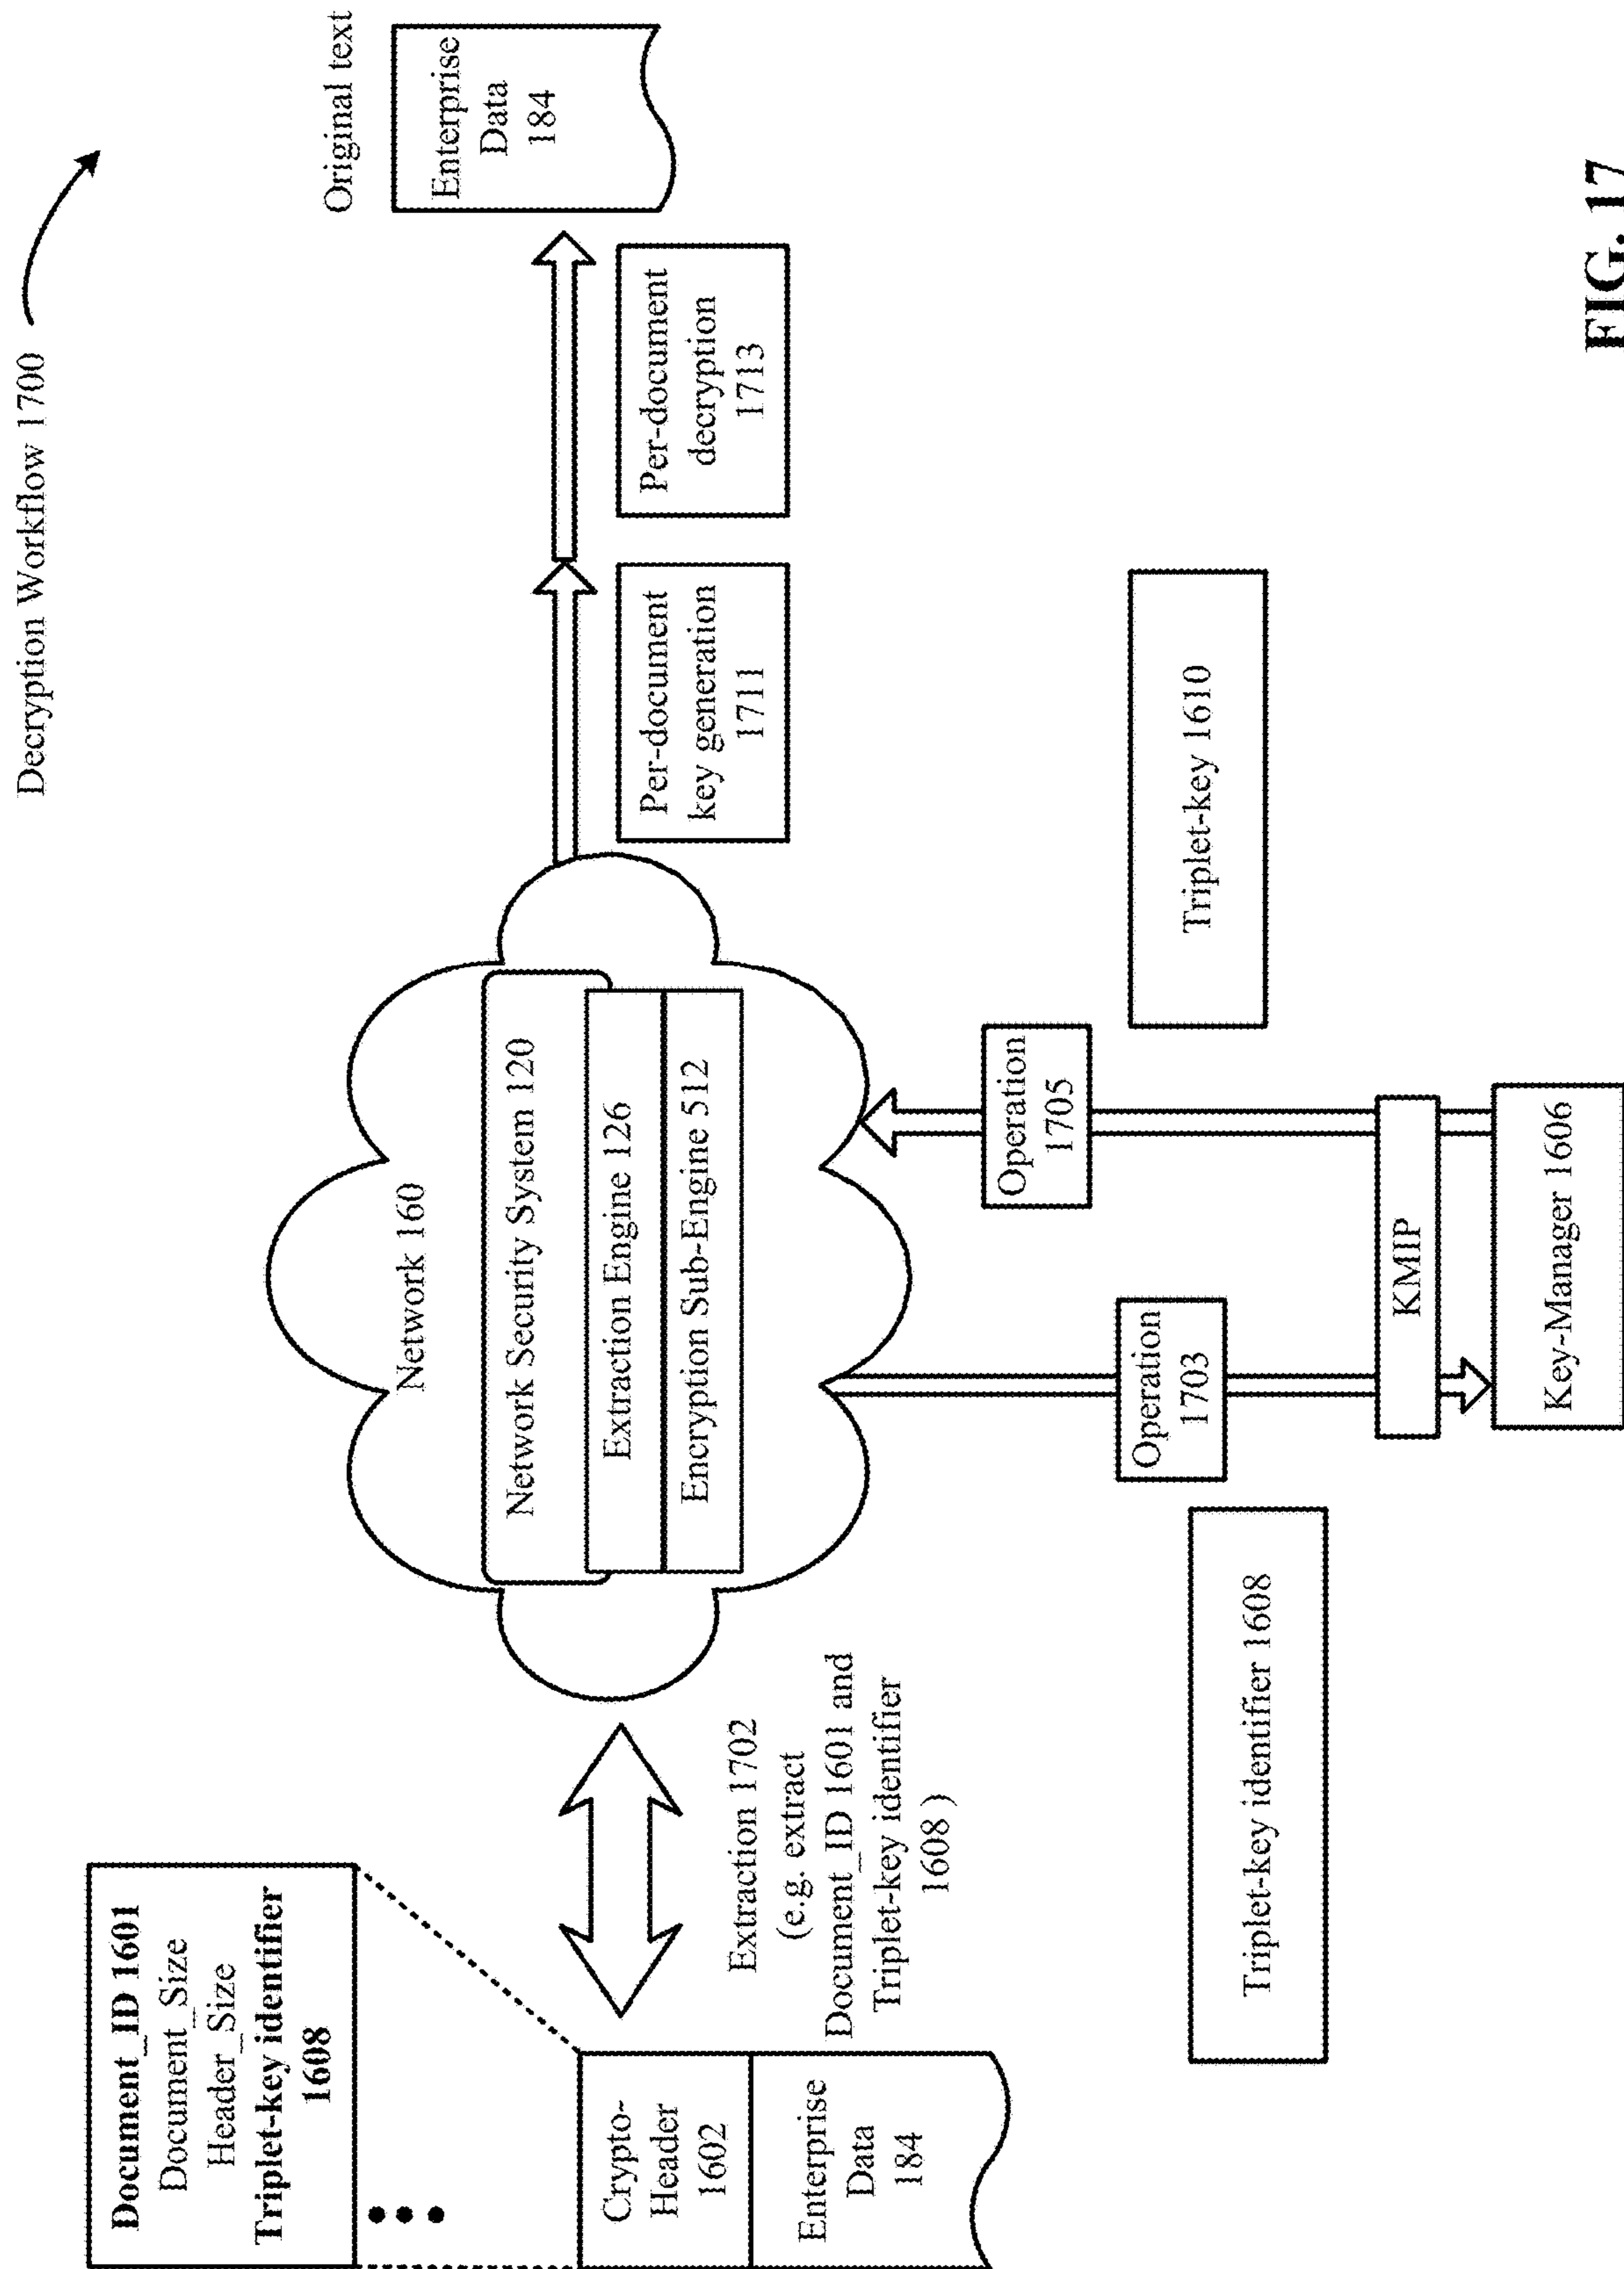 Decryption Workflow 1700
Document_ID 1601
Document_Size
Header_Size
Triplet-key identifier
1608
Crypto-
Header
1602
Enterprise
Data
184
Extraction 1702
(e.g. extract
Document_ID 1601 and
Triplet-key identifier
1608 )
Network 160
Network Security System 120
Extraction Engine 126
Encryption Sub-Engine 512
Per-document
key generation
1711
Per-document
decryption
1713
Original text
Enterprise
Data
184
Triplet-key identifier 1608
Operation
1703
Operation
1705
Triplet-key 1610
KMIP
Key-Manager 1606
FIG. 17